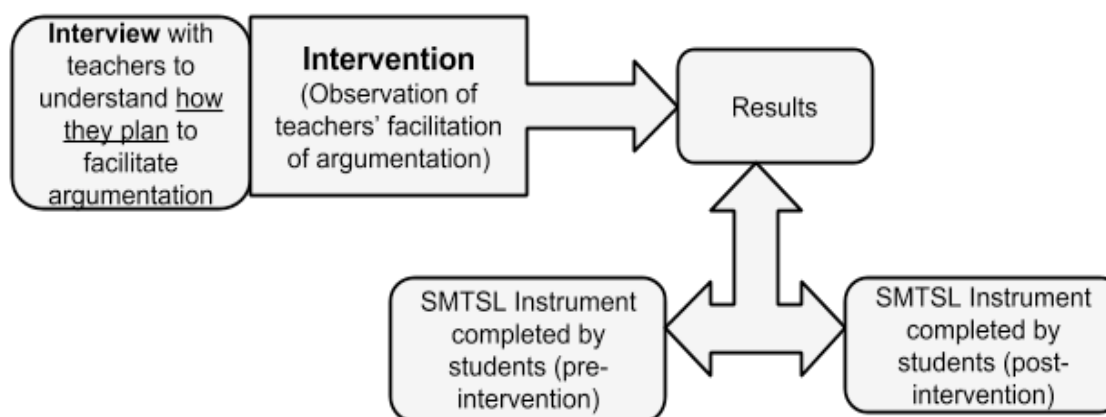 Interview with
teachers to
understand how
they plan to
facilitate
argumentation
Intervention
(Observation of
teachers’ facilitation
of argumentation)
Results
SMTSL Instrument
completed by
students (pre-
intervention)
SMTSL Instrument
completed by
students (post-
intervention)